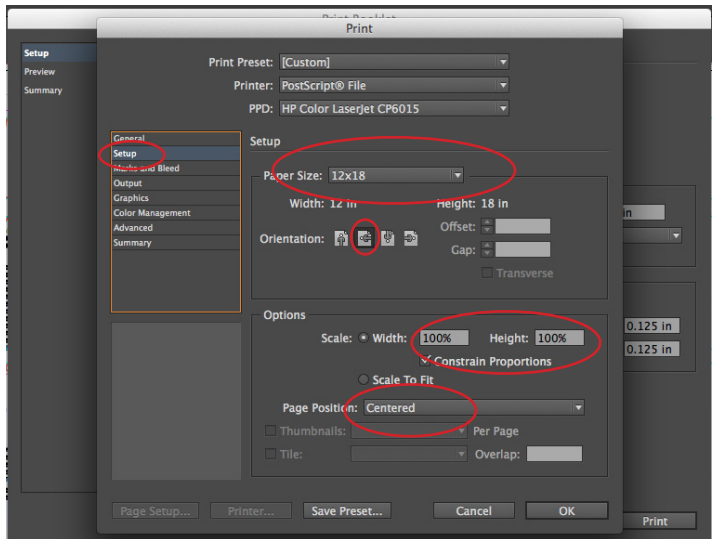 Print Booklet
Print
Setup
Preview
Summary
Print Preset: [Custom]
Printer: PostScript® File
PPD: HP Color LaserJet CP6015
General
Setup
Marks and Bleed
Output
Graphics
Color Management
Advanced
Summary
Setup
Paper Size: 12x18
Width: 12 in Height: 18 in
Orientation:
Offset:
Gap:
Transverse
Options
Scale: Width: 100% Height: 100%
Constrain Proportions
Scale To Fit
Page Position: Centered
Thumbnails: Per Page
Tile: Overlap:
in
0.125 in
0.125 in
Page Setup... Printer... Save Preset... Cancel OK
Print